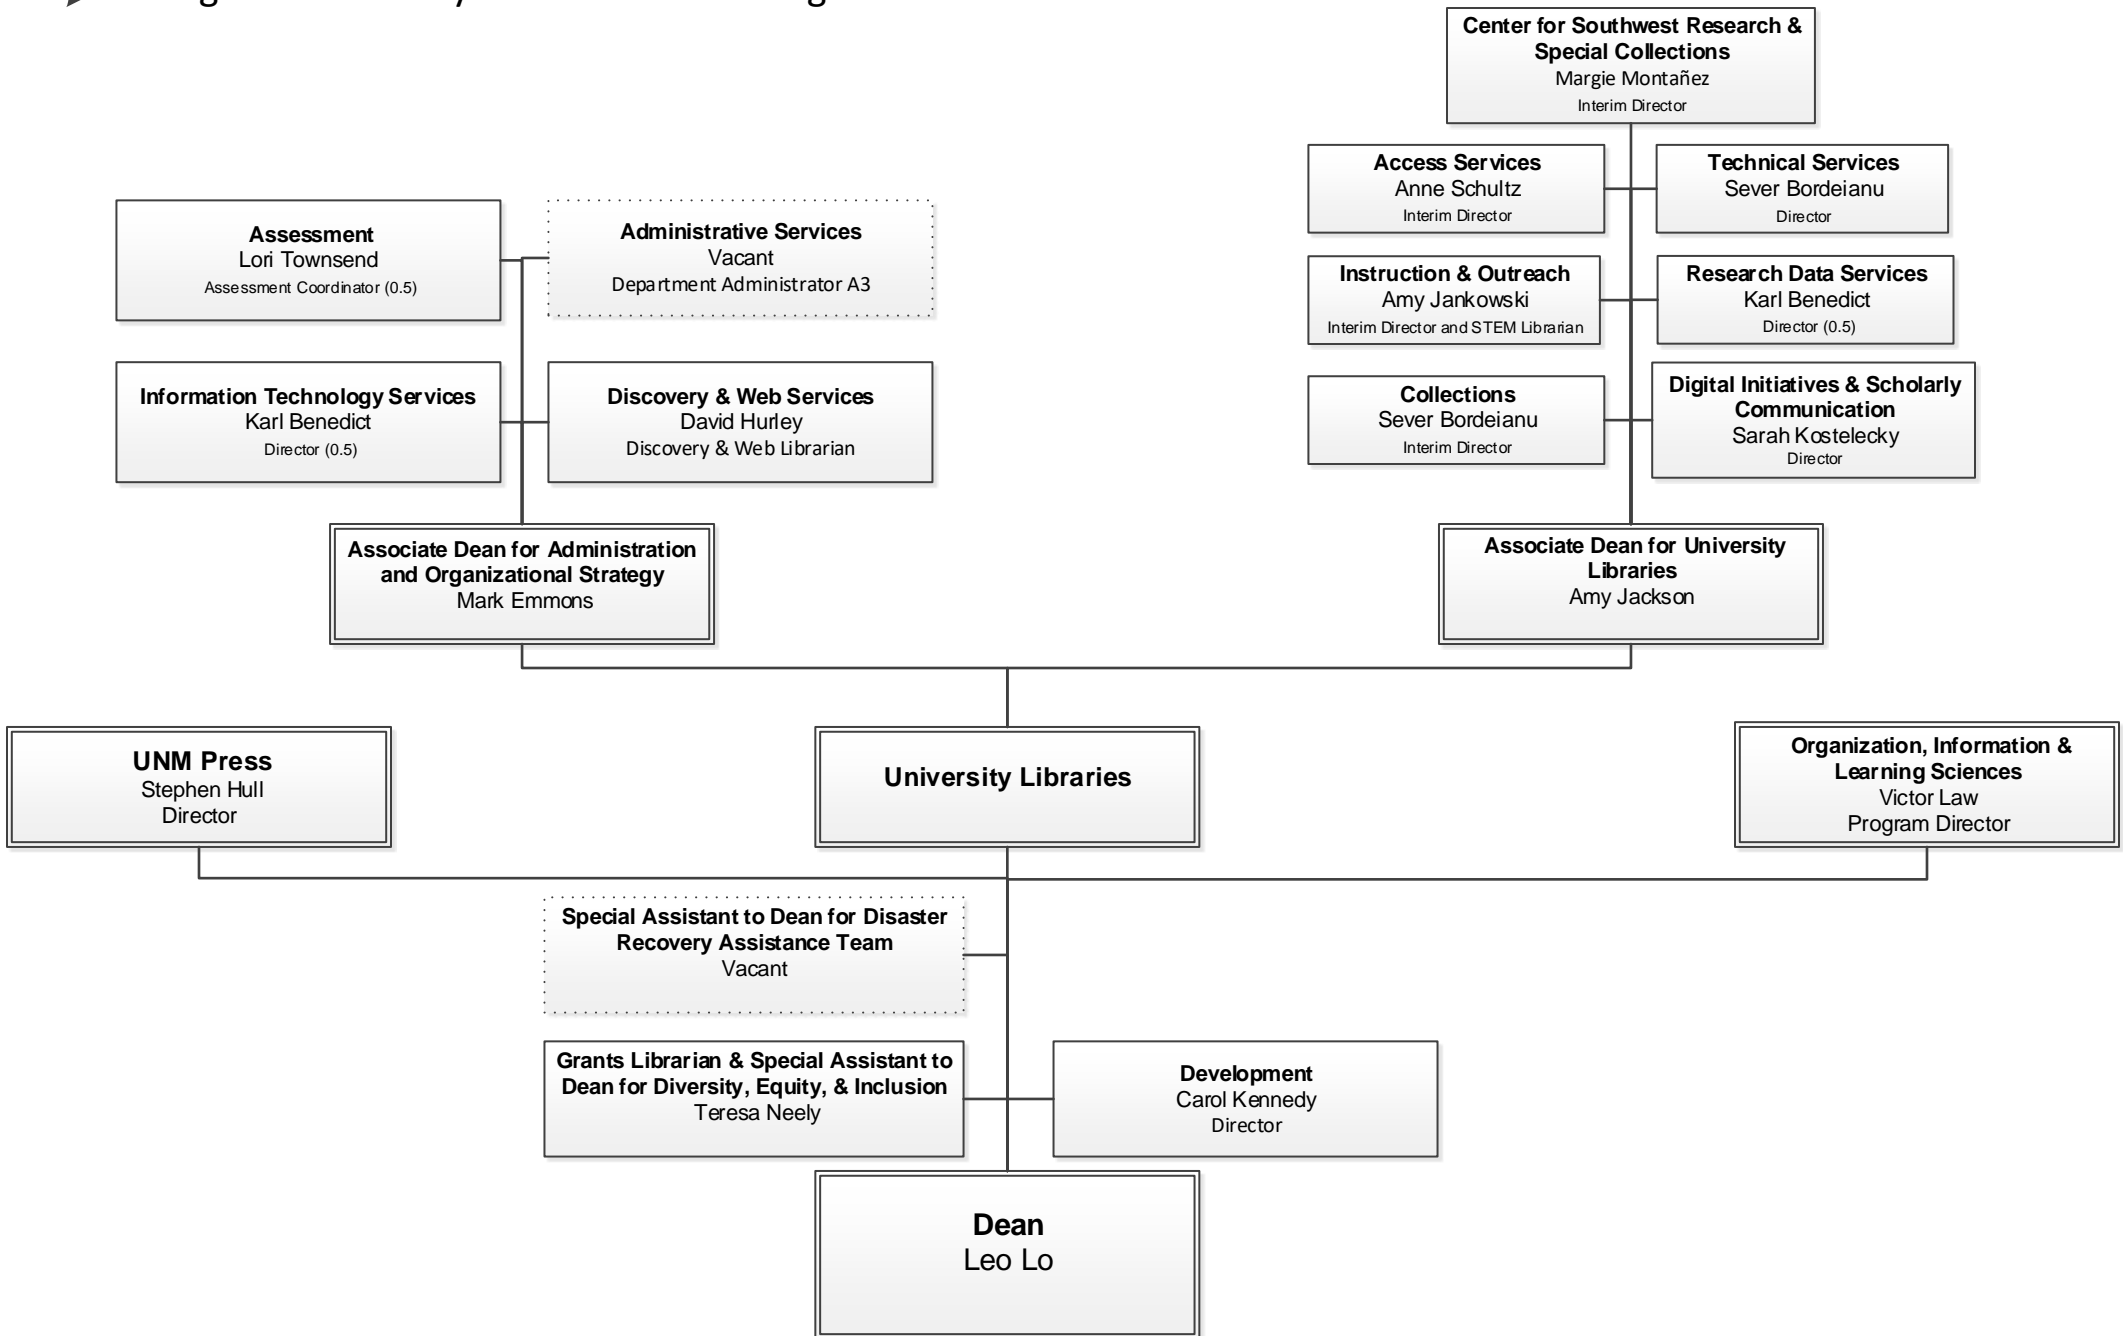 Center for Southwest Research &
Special Collections
Margie Montañez
Interim Director
Access Services
Anne Schultz
Interim Director
Technical Services
Sever Bordeianu
Director
Assessment
Lori Townsend
Assessment Coordinator (0.5)
Administrative Services
Vacant
Department Administrator A3
Instruction & Outreach
Amy Jankowski
Interim Director and STEM Librarian
Research Data Services
Karl Benedict
Director (0.5)
Information Technology Services
Karl Benedict
Director (0.5)
Discovery & Web Services
David Hurley
Discovery & Web Librarian
Collections
Sever Bordeianu
Interim Director
Digital Initiatives & Scholarly
Communication
Sarah Kostelecky
Director
Associate Dean for Administration
and Organizational Strategy
Mark Emmons
Associate Dean for University
Libraries
Amy Jackson
UNM Press
Stephen Hull
Director
University Libraries
Organization, Information &
Learning Sciences
Victor Law
Program Director
Special Assistant to Dean for Disaster
Recovery Assistance Team
Vacant
Grants Librarian & Special Assistant to
Dean for Diversity, Equity, & Inclusion
Teresa Neely
Development
Carol Kennedy
Director
Dean
Leo Lo